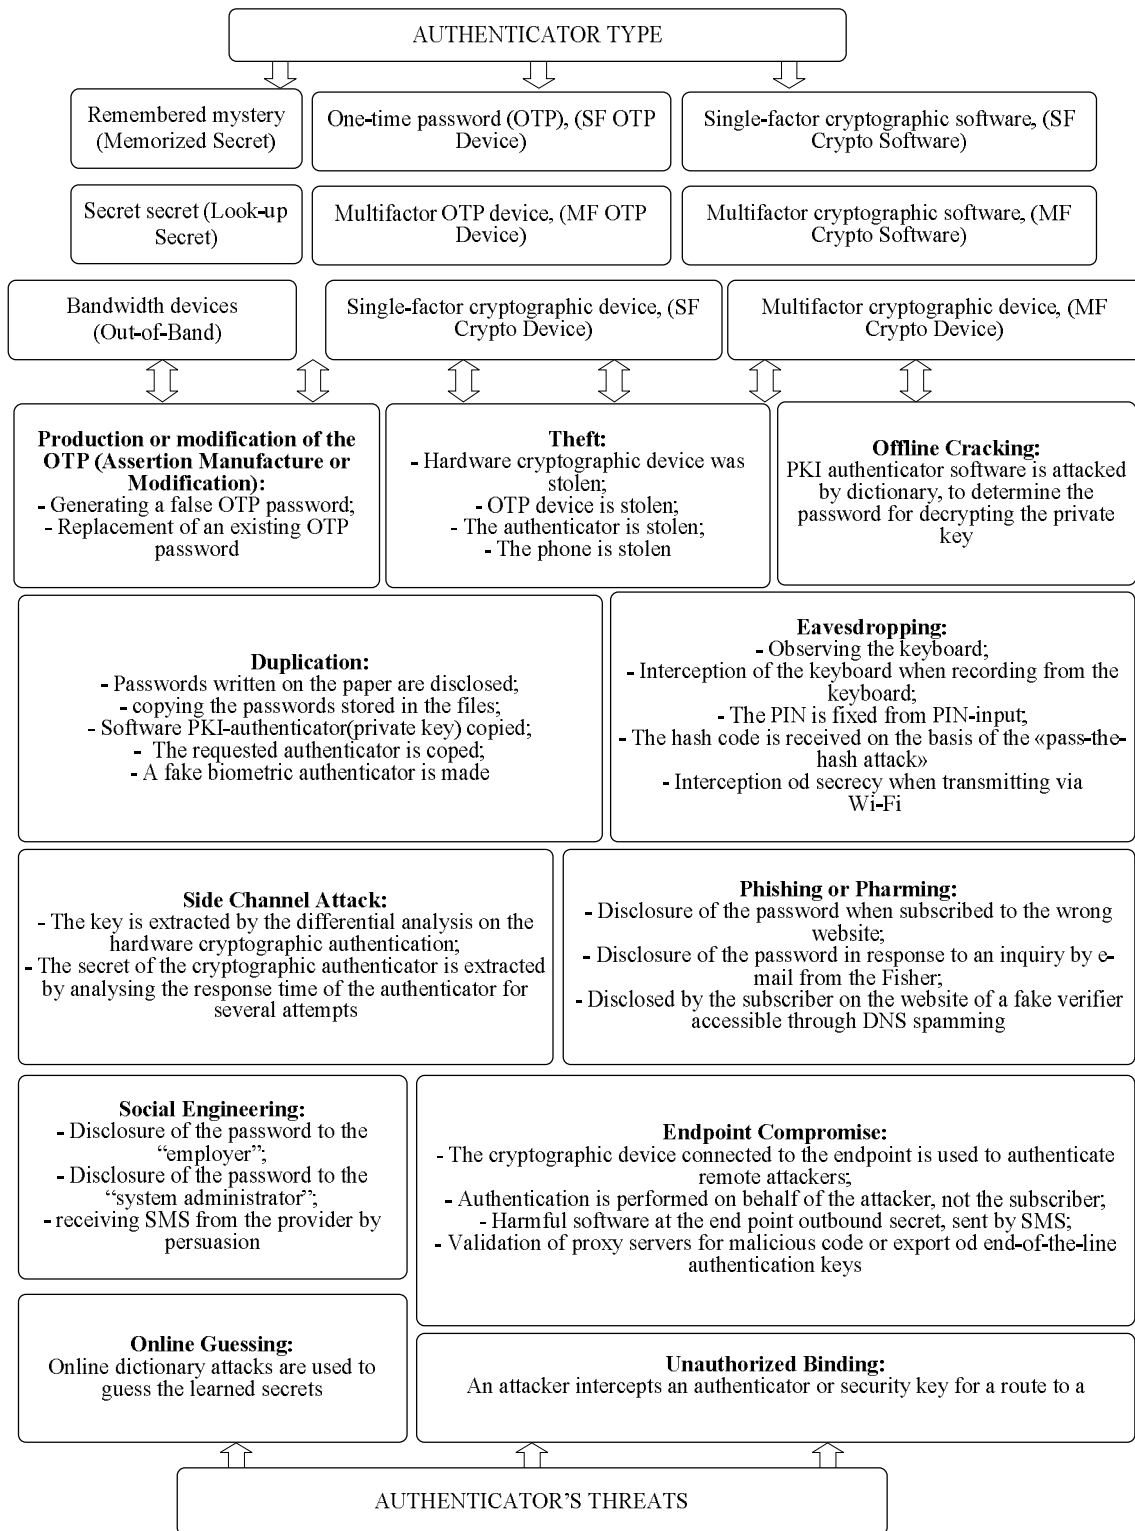 AUTHENTICATOR TYPE
Remembered mystery
(Memorized Secret)
One-time password (OTP), (SF OTP
Device)
Single-factor cryptographic software, (SF
Crypto Software)
Secret secret (Look-up
Secret)
Multifactor OTP device, (MF OTP
Device)
Multifactor cryptographic software, (MF
Crypto Software)
Bandwidth devices
(Out-of-Band)
Single-factor cryptographic device, (SF
Crypto Device)
Multifactor cryptographic device, (MF
Crypto Device)
Production or modification of the
OTP (Assertion Manufacture or
Modification):
- Generating a false OTP password;
- Replacement of an existing OTP
password
Theft:
- Hardware cryptographic device was
stolen;
- OTP device is stolen;
- The authenticator is stolen;
- The phone is stolen
Offline Cracking:
PKI authenticator software is attacked
by dictionary, to determine the
password for decrypting the private
key
Duplication:
- Passwords written on the paper are disclosed;
- copying the passwords stored in the files;
- Software PKI-authenticator(private key) copied;
- The requested authenticator is coped;
- A fake biometric authenticator is made
Eavesdropping:
- Observing the keyboard;
- Interception of the keyboard when recording from the
keyboard;
- The PIN is fixed from PIN-input;
- The hash code is received on the basis of the «pass-the-
hash attack»
- Interception od secrecy when transmitting via
Wi-Fi
Side Channel Attack:
- The key is extracted by the differential analysis on the
hardware cryptographic authentication;
- The secret of the cryptographic authenticator is extracted
by analysing the response time of the authenticator for
several attempts
Phishing or Pharming:
- Disclosure of the password when subscribed to the wrong
website;
- Disclosure of the password in response to an inquiry by e-
mail from the Fisher;
- Disclosed by the subscriber on the website of a fake verifier
accessible through DNS spamming
Social Engineering:
- Disclosure of the password to the
“employer”;
- Disclosure of the password to the
“system administrator”;
- receiving SMS from the provider by
persuasion
Endpoint Compromise:
- The cryptographic device connected to the endpoint is used to authenticate
remote attackers;
- Authentication is performed on behalf of the attacker, not the subscriber;
- Harmful software at the end point outbound secret, sent by SMS;
- Validation of proxy servers for malicious code or export od end-of-the-line
authentication keys
Online Guessing:
Online dictionary attacks are used to
guess the learned secrets
Unauthorized Binding:
An attacker intercepts an authenticator or security key for a route to a
AUTHENTICATOR’S THREATS